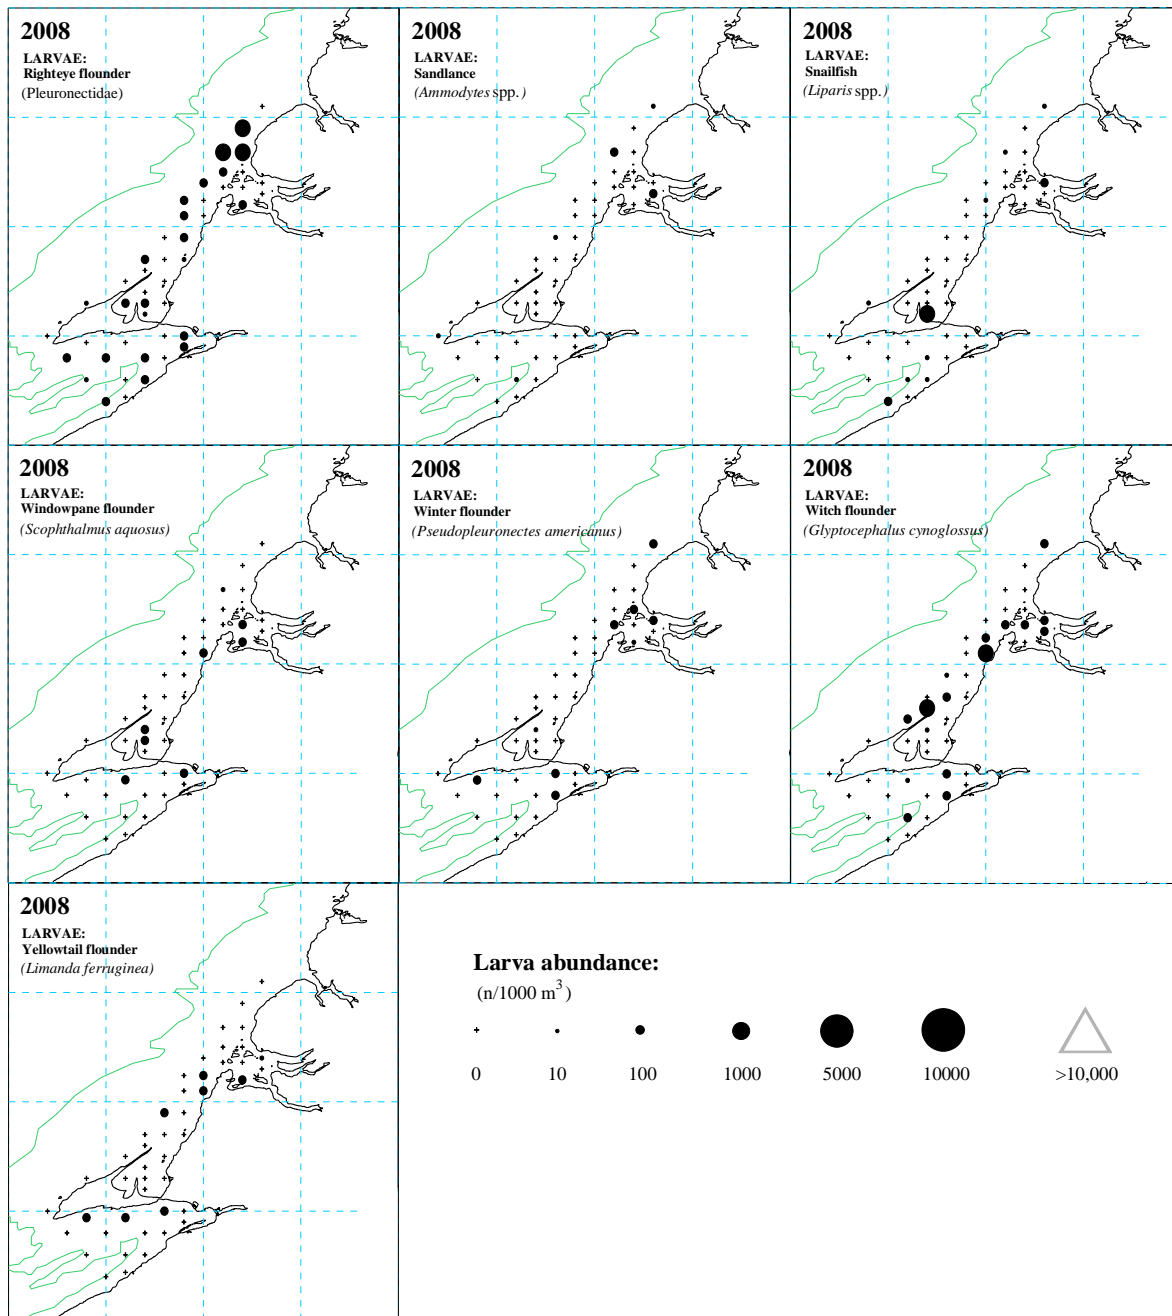 2008
LARVAE:
Righteye flounder
(Pleuronectidae)
2008
LARVAE:
Sandlance
(Ammodytes spp.)
2008
LARVAE:
Snailfish
(Liparis spp.)
2008
LARVAE:
Windowpane flounder
(Scophthalmus aquosus)
2008
LARVAE:
Winter flounder
(Pseudopleuronectes americanus)
2008
LARVAE:
Witch flounder
(Glyptocephalus cynoglossus)
2008
LARVAE:
Yellowtail flounder
(Limanda ferruginea)
Larva abundance:
(n/1000 m³)
0 10 100 1000 5000 10000 >10,000